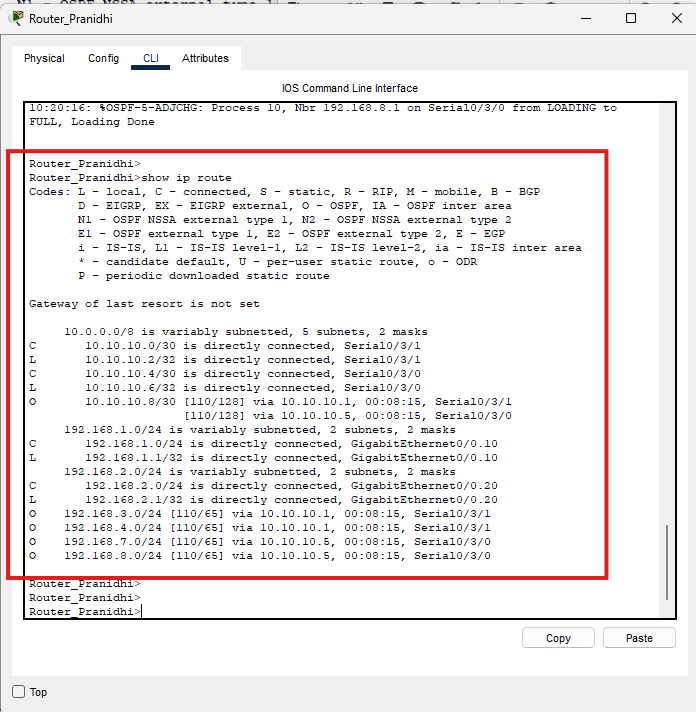 Router_Pranidhi
Physical Config CLI Attributes
IOS Command Line Interface
10:20:16: %OSPF-5-ADJCHG: Process 10, Nbr 192.168.8.1 on Serial0/3/0 from LOADING to
FULL, Loading Done
Router_Pranidhi>
Router_Pranidhi>show ip route
Codes: L - local, C - connected, S - static, R - RIP, M - mobile, B - BGP
D - EIGRP, EX - EIGRP external, O - OSPF, IA - OSPF inter area
N1 - OSPF NSSA external type 1, N2 - OSPF NSSA external type 2
E1 - OSPF external type 1, E2 - OSPF external type 2, E - EGP
i - IS-IS, L1 - IS-IS level-1, L2 - IS-IS level-2, ia - IS-IS inter area
* - candidate default, U - per-user static route, o - ODR
P - periodic downloaded static route
Gateway of last resort is not set
10.0.0.0/8 is variably subnetted, 5 subnets, 2 masks
C 10.10.10.0/30 is directly connected, Serial0/3/1
L 10.10.10.2/32 is directly connected, Serial0/3/1
C 10.10.10.4/30 is directly connected, Serial0/3/0
L 10.10.10.6/32 is directly connected, Serial0/3/0
O 10.10.10.8/30 [110/128] via 10.10.10.1, 00:08:15, Serial0/3/1
[110/128] via 10.10.10.5, 00:08:15, Serial0/3/0
192.168.1.0/24 is variably subnetted, 2 subnets, 2 masks
C 192.168.1.0/24 is directly connected, GigabitEthernet0/0.10
L 192.168.1.1/32 is directly connected, GigabitEthernet0/0.10
192.168.2.0/24 is variably subnetted, 2 subnets, 2 masks
C 192.168.2.0/24 is directly connected, GigabitEthernet0/0.20
L 192.168.2.1/32 is directly connected, GigabitEthernet0/0.20
O 192.168.3.0/24 [110/65] via 10.10.10.1, 00:08:15, Serial0/3/1
O 192.168.4.0/24 [110/65] via 10.10.10.1, 00:08:15, Serial0/3/1
O 192.168.7.0/24 [110/65] via 10.10.10.5, 00:08:15, Serial0/3/0
O 192.168.8.0/24 [110/65] via 10.10.10.5, 00:08:15, Serial0/3/0
Router_Pranidhi>
Router_Pranidhi>
Router_Pranidhi>
Copy Paste
Top